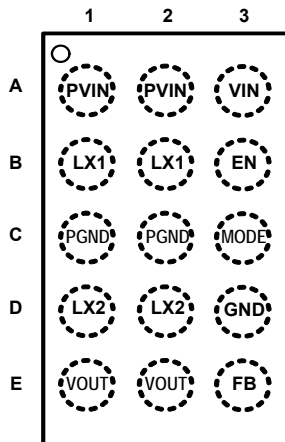 1 2 3
A PVIN PVIN VIN
B LX1 LX1 EN
C PGND PGND MODE
D LX2 LX2 GND
E VOUT VOUT FB